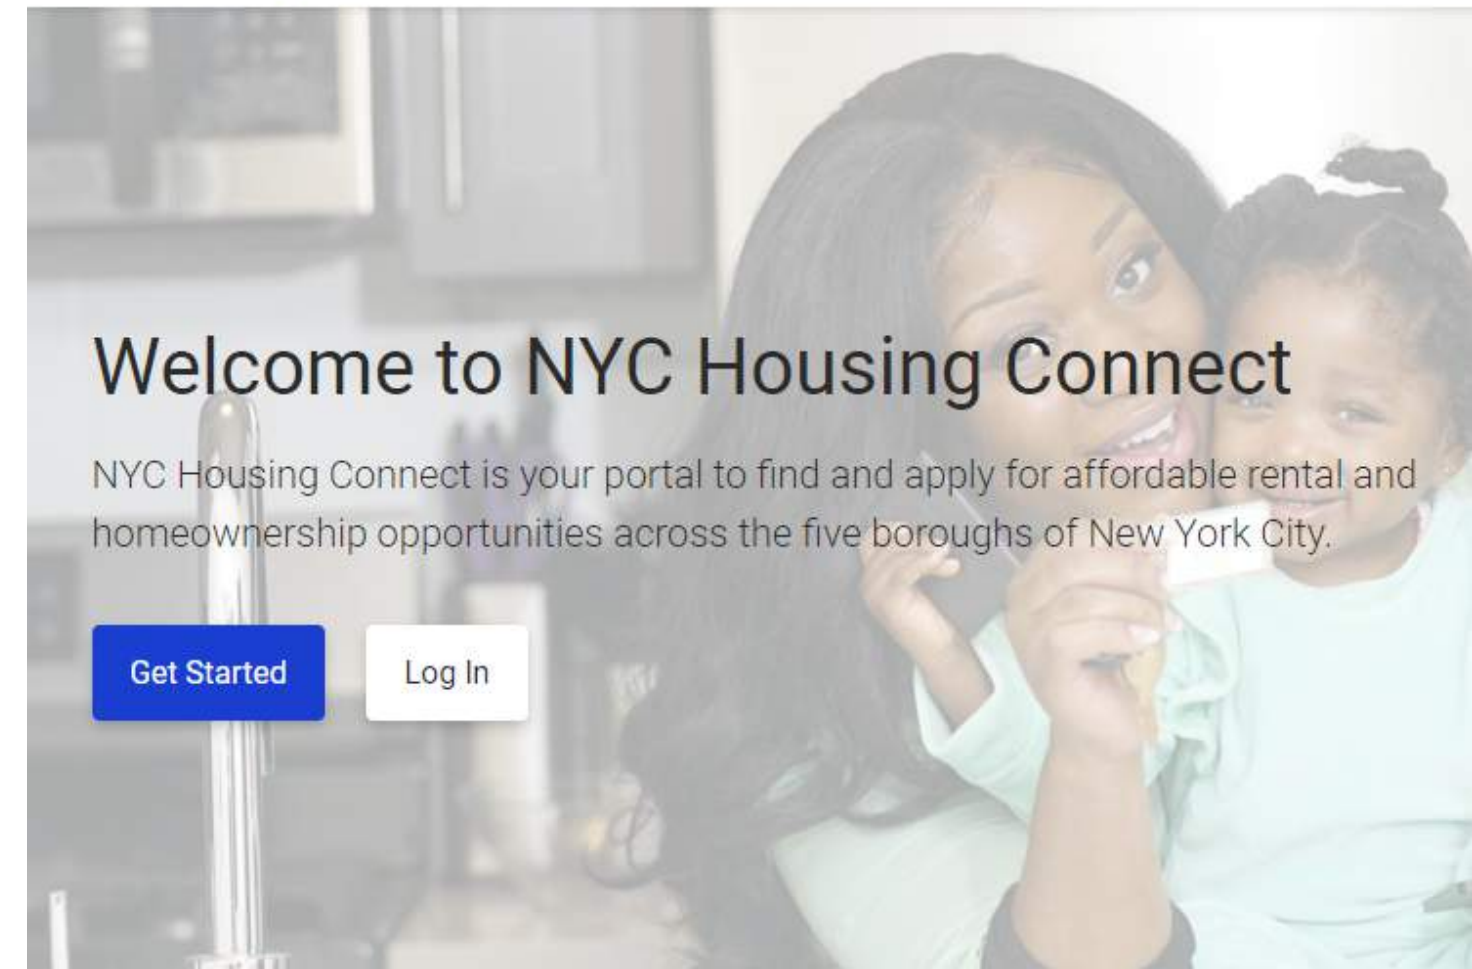 Welcome to NYC Housing Connect
NYC Housing Connect is your portal to find and apply for affordable rental and
homeownership opportunities across the five boroughs of New York City.
Get Started
Log In